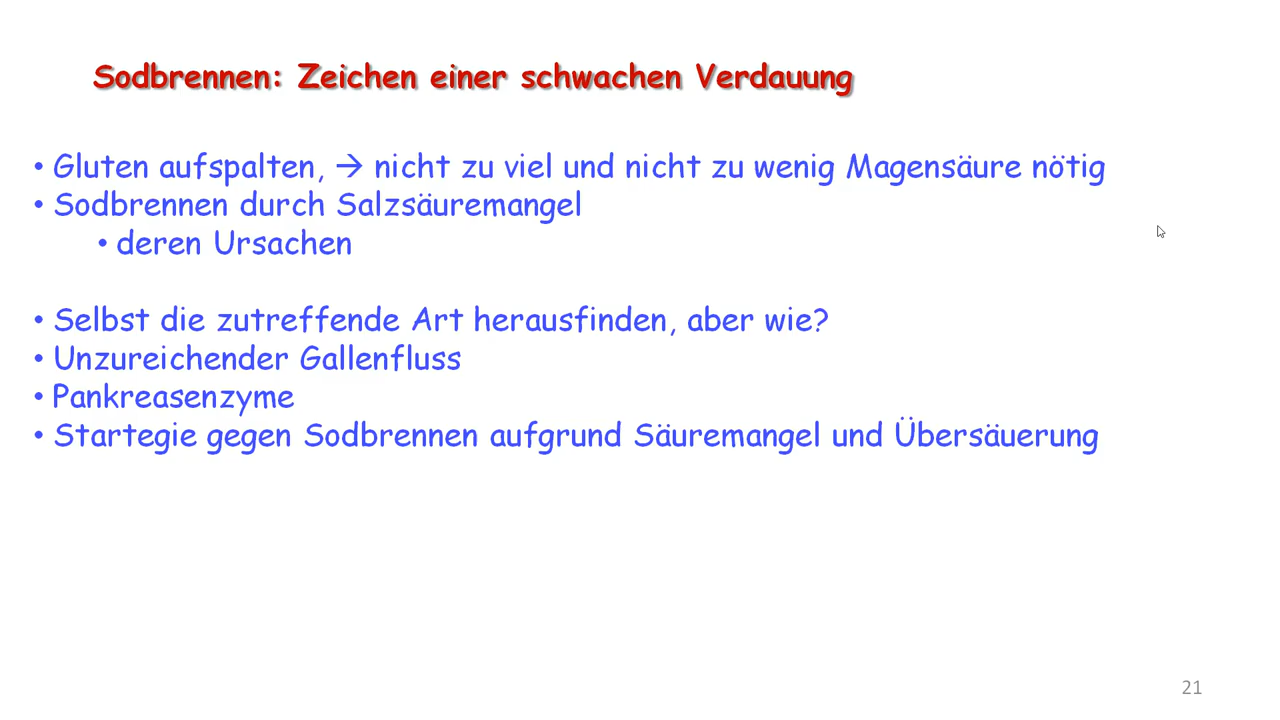 Sodbrennen: Zeichen einer schwachen Verdauung
• Gluten aufspalten, → nicht zu viel und nicht zu wenig Magensäure nötig
• Sodbrennen durch Salzsäuremangel
• deren Ursachen
• Selbst die zutreffende Art herausfinden, aber wie?
• Unzureichender Gallenfluss
• Pankreasenzyme
• Startegie gegen Sodbrennen aufgrund Säuremangel und Übersäuerung
21